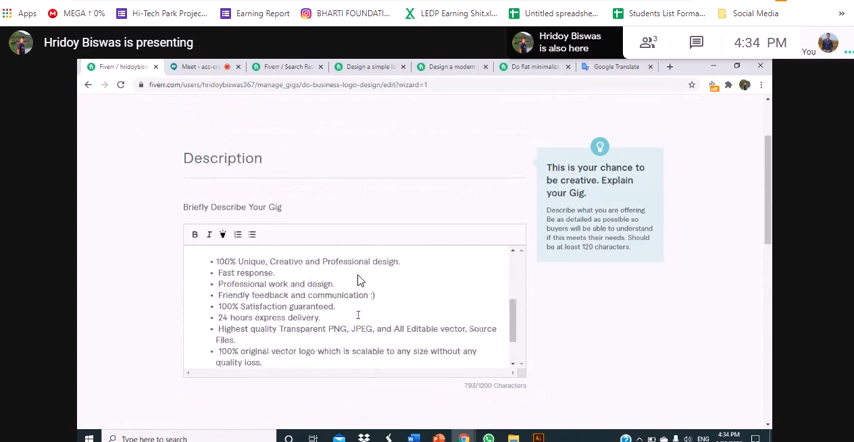 Apps MEGA ↑ 0% Hi-Tech Park Projec... Earning Report BHARTI FOUNDATI... LEDP Earning Shit.xl... Untitled spreadshe... Students List Forma... Social Media »
Hridoy Biswas is presenting
Hridoy Biswas
is also here
3
4:34 PM
You
Fiverr / hridoybis Meet - acc-cr Fiverr / Search Re Design a simple l Design a modern Do flat minimalis Google Translate
fiverr.com/users/hridoybiswas367/manage_gigs/do-business-logo-design/edit?wizard=1
off
Description
Briefly Describe Your Gig
B I
• 100% Unique, Creative and Professional design.
• Fast response.
• Professional work and design.
• Friendly feedback and communication :)
• 100% Satisfaction guaranteed.
• 24 hours express delivery.
• Highest quality Transparent PNG, JPEG, and All Editable vector, Source
Files.
• 100% original vector logo which is scalable to any size without any
quality loss.
793/1200 Characters
This is your chance
to be creative. Explain
your Gig.
Describe what you are offering.
Be as detailed as possible so
buyers will be able to understand
if this meets their needs. Should
be at least 120 characters.
Type here to search
ENG
4:34 PM